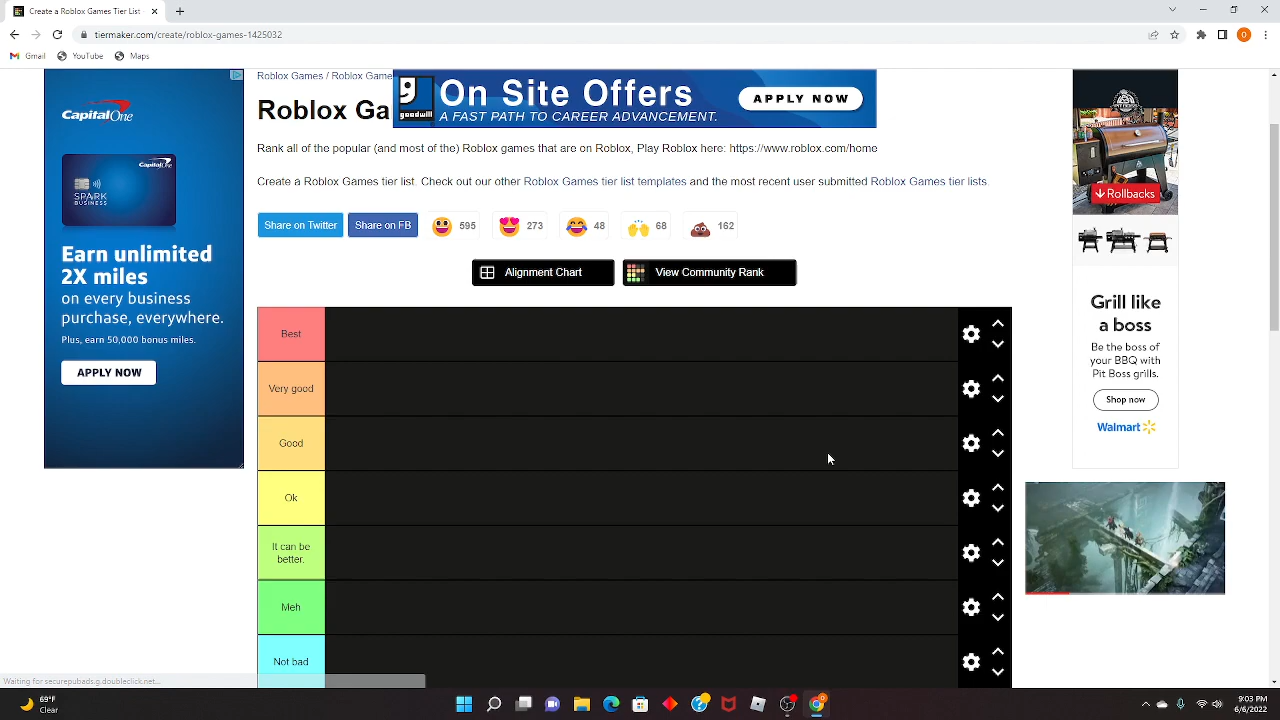 Create a Roblox Games Tier List
tiermaker.com/create/roblox-games-1425032
O
Gmail
YouTube
Maps
Roblox Games / Roblox Game
goodwill
On Site Offers
A FAST PATH TO CAREER ADVANCEMENT.
APPLY NOW
Roblox Ga
Rank all of the popular (and most of the) Roblox games that are on Roblox, Play Roblox here: https://www.roblox.com/home
Create a Roblox Games tier list. Check out our other Roblox Games tier list templates and the most recent user submitted Roblox Games tier lists.
Share on Twitter
Share on FB
595
273
48
68
162
Alignment Chart
View Community Rank
Best
Very good
Good
Ok
It can be
better.
Meh
Not bad
Capital One
Capital One
SPARK
BUSINESS
Earn unlimited
2X miles
on every business
purchase, everywhere.
Plus, earn 50,000 bonus miles.
APPLY NOW
Rollbacks
Grill like
a boss
Be the boss of
your BBQ with
Pit Boss grills.
Shop now
Walmart
Waiting for securepubads.g.doubleclick.net...
69°F
Clear
9:03 PM
6/6/2022